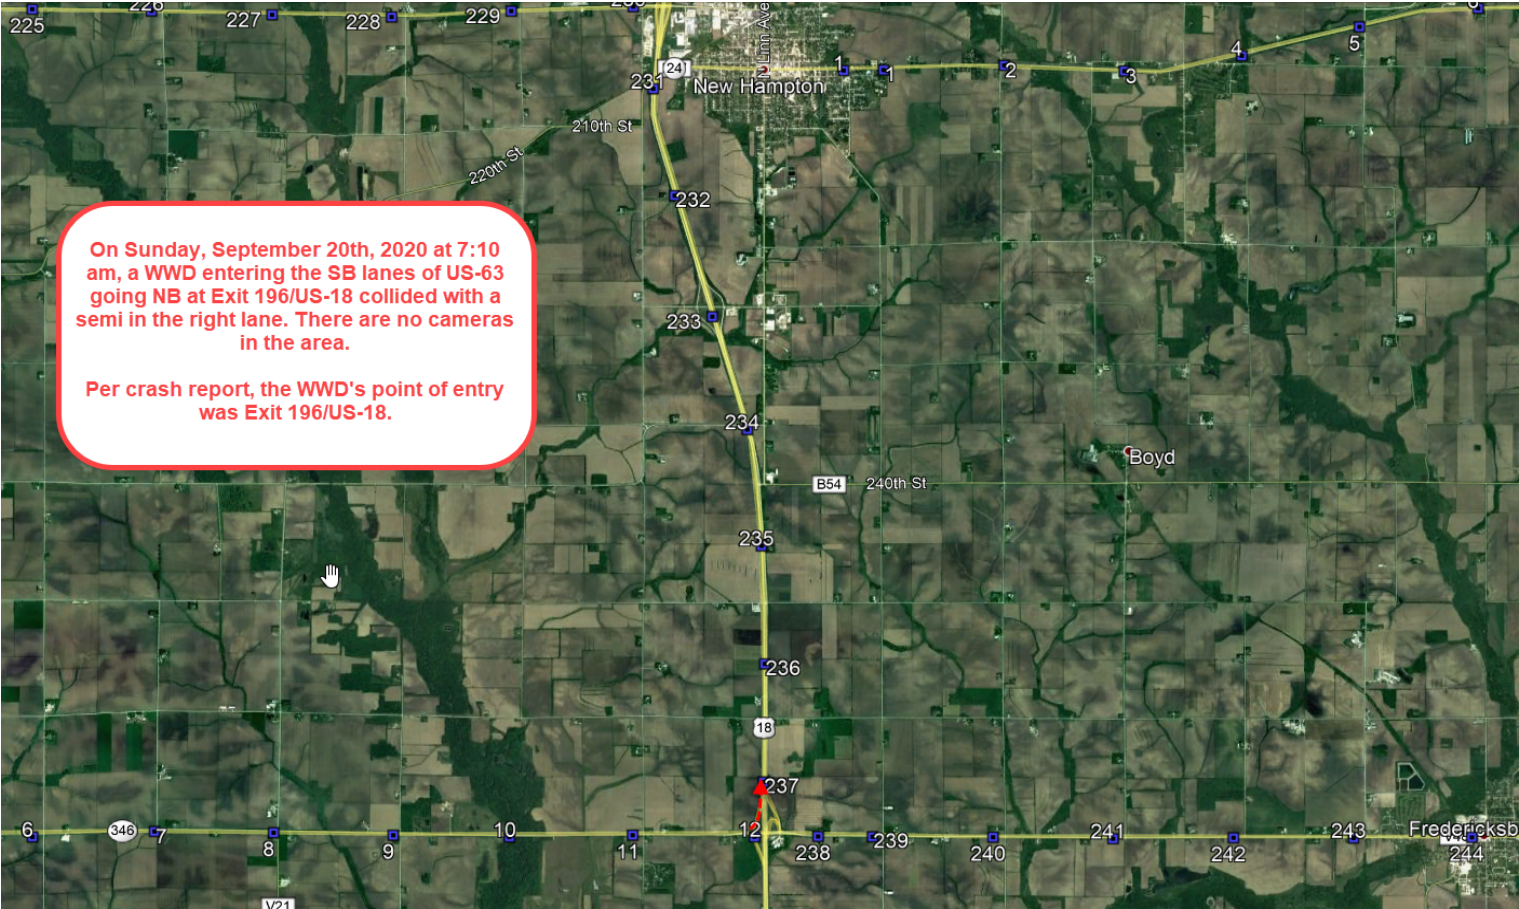 226
225
227
228
229
230
6
5
4
3
2
1
1
24
N Linn Ave
New Hampton
231
210th St
220th St
232
On Sunday, September 20th, 2020 at 7:10
am, a WWD entering the SB lanes of US-63
going NB at Exit 196/US-18 collided with a
semi in the right lane. There are no cameras
in the area.
Per crash report, the WWD's point of entry
was Exit 196/US-18.
233
234
Boyd
B54
240th St
235
236
18
237
6
346
7
8
9
10
11
12
238
239
240
241
242
243
Fredericksb
244
V21